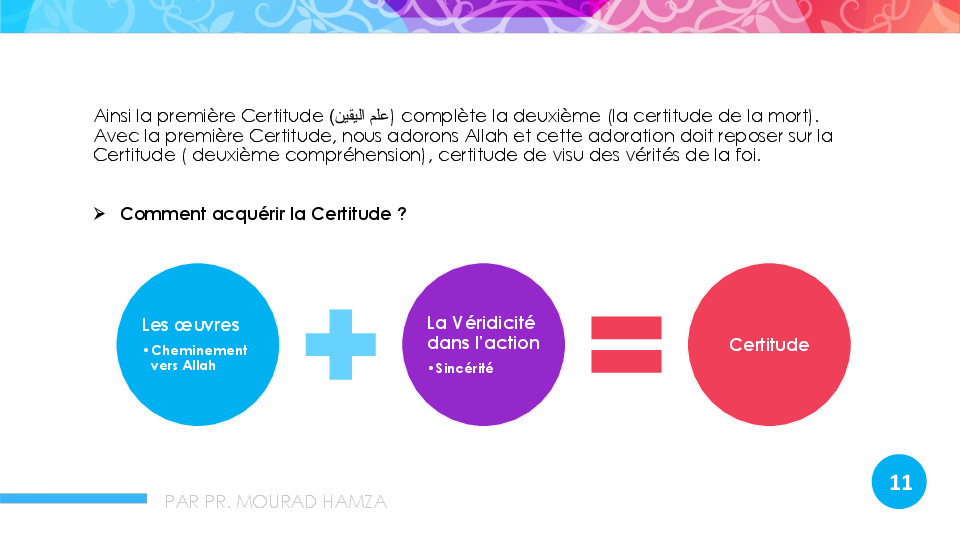 Ainsi la première Certitude (علم اليقين) complète la deuxième (la certitude de la mort).
Avec la première Certitude, nous adorons Allah et cette adoration doit reposer sur la
Certitude ( deuxième compréhension), certitude de visu des vérités de la foi.
➢ Comment acquérir la Certitude ?
Les œuvres
•Cheminement
vers Allah
La Véridicité
dans l'action
•Sincérité
Certitude
11
PAR PR. MOURAD HAMZA